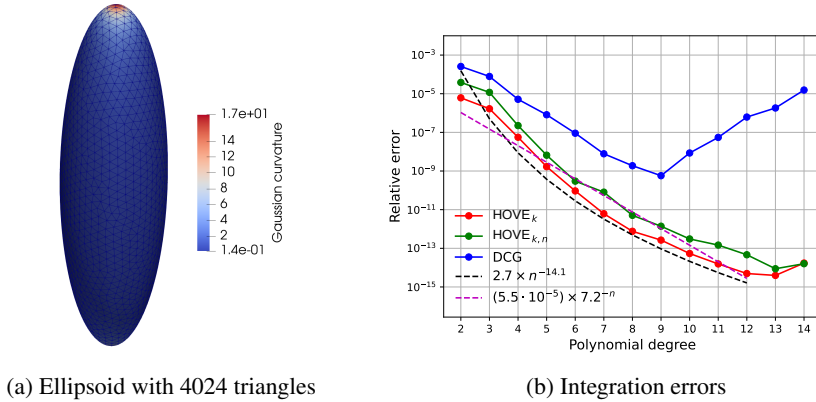 1.7e+01
14
12
10
8
6
4
2
1.4e-01
Gaussian curvature
(a) Ellipsoid with 4024 triangles
Relative error
10⁻³
10⁻⁵
10⁻⁷
10⁻⁹
10⁻¹¹
10⁻¹³
10⁻¹⁵
HOVEₖ
HOVEₖ,ₙ
DCG
2.7 × n⁻¹⁴·¹
(5.5 · 10⁻⁵) × 7.2⁻ⁿ
2 3 4 5 6 7 8 9 10 11 12 13 14
Polynomial degree
(b) Integration errors